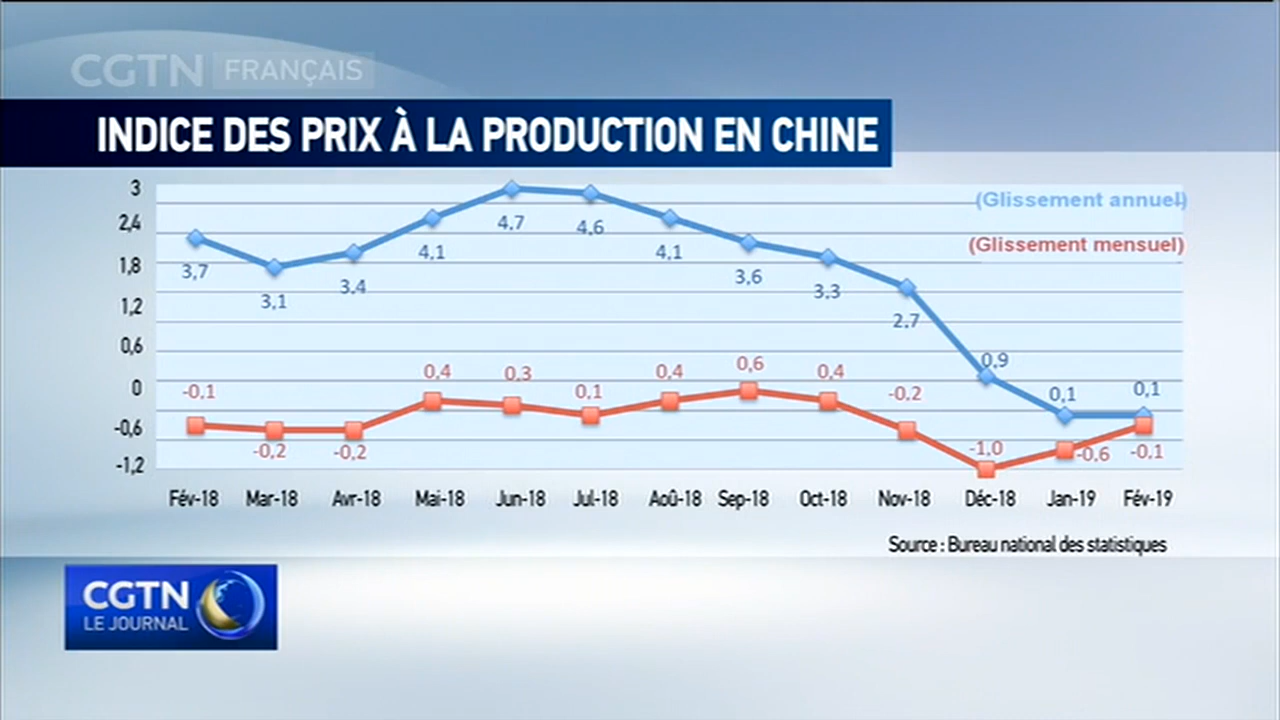 CGTN FRANÇAIS
INDICE DES PRIX À LA PRODUCTION EN CHINE
(Glissement annuel)
(Glissement mensuel)
3
2,4
1,8
1,2
0,6
0
-0,6
-1,2
3,7 3,1 3,4 4.1 4.7 4,6 4,1 3,6 3,3 2,7 0,9 0,1 0,1
-0,1 -0,2 -0,2 0,4 0,3 0,1 0,4 0,6 0,4 -0,2 -1,0 -0,6 -0,1
Fév-18 Mar-18 Avr-18 Mai-18 Jun-18 Jul-18 Aoû-18 Sep-18 Oct-18 Nov-18 Déc-18 Jan-19 Fév-19
Source : Bureau national des statistiques
CGTN
LE JOURNAL